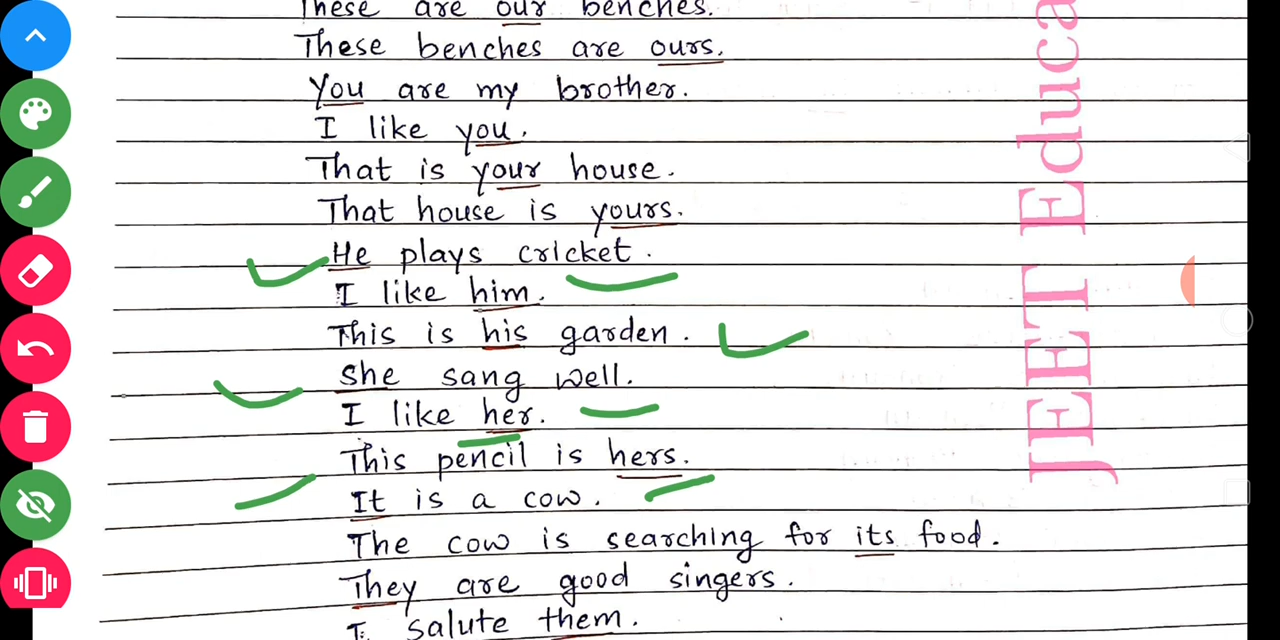 These are our benches.
These benches are ours.
You are my brother.
I like you.
That is your house.
That house is yours.
He plays cricket.
I like him.
This is his garden.
She sang well.
I like her.
This pencil is hers.
It is a cow.
The cow is searching for its food.
They are good singers.
I salute them.
JEET Educa